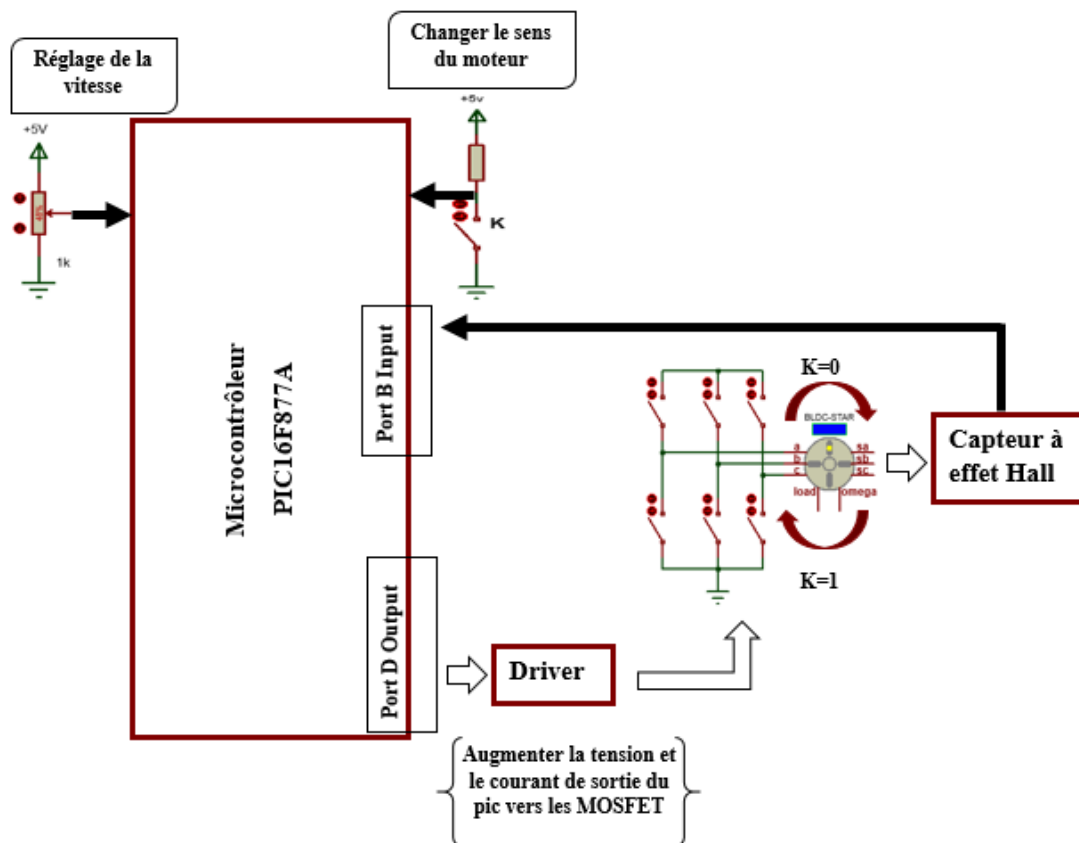 Changer le sens
du moteur
Réglage de la
vitesse
+5v
+5V
K
1k
Microcontrôleur
PIC16F877A
Port B Input
K=0
BLDC-STAR
a
b
c
sa
sb
sc
load
omega
Capteur à
effet Hall
K=1
Port D Output
Driver
Augmenter la tension et
le courant de sortie du
pic vers les MOSFET